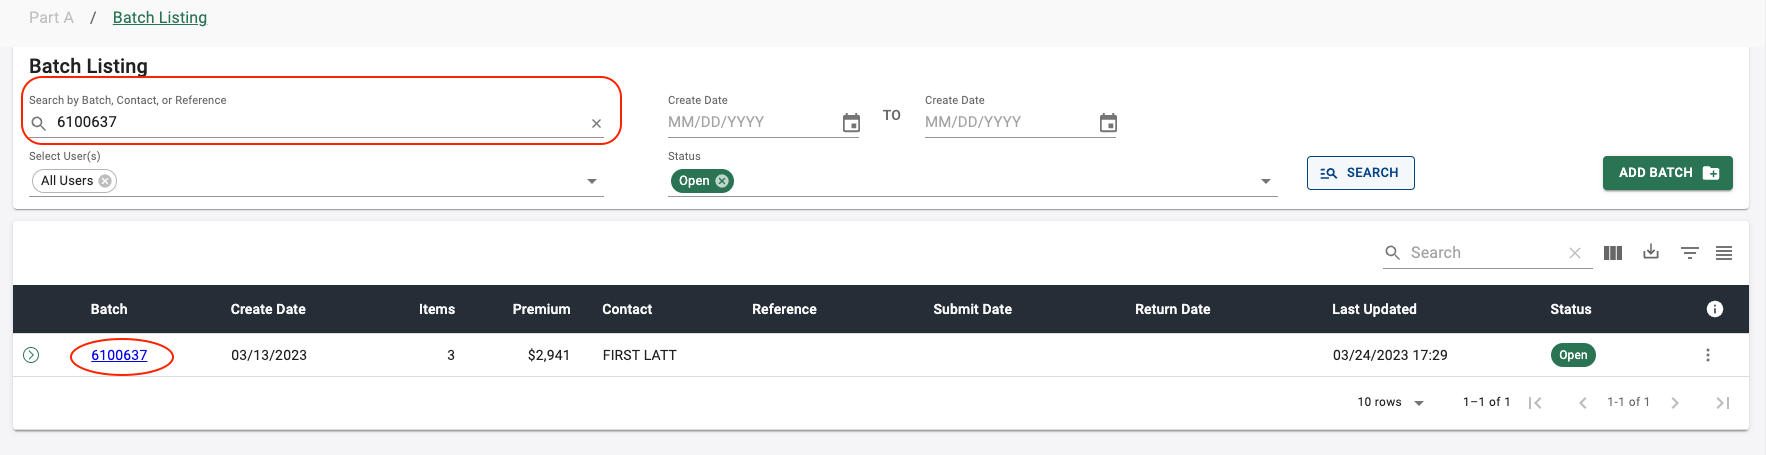 Part A / Batch Listing
Batch Listing
Search by Batch, Contact, or Reference
6100637
Create Date
MM/DD/YYYY
TO
Create Date
MM/DD/YYYY
Select User(s)
All Users
Status
Open
SEARCH
ADD BATCH
Search
Batch Create Date Items Premium Contact Reference Submit Date Return Date Last Updated Status
6100637 03/13/2023 3 $2,941 FIRST LATT 03/24/2023 17:29 Open
10 rows 1–1 of 1 1-1 of 1